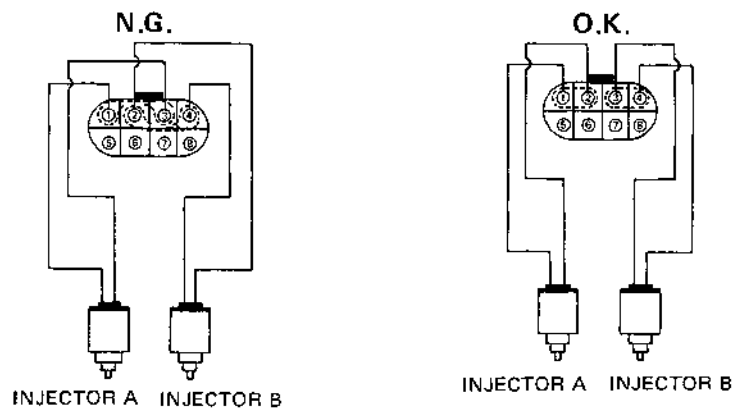 N.G.
① ② ③ ④
⑤ ⑥ ⑦ ⑧
INJECTOR A INJECTOR B
O.K.
① ② ③ ④
⑤ ⑥ ⑦ ⑧
INJECTOR A INJECTOR B